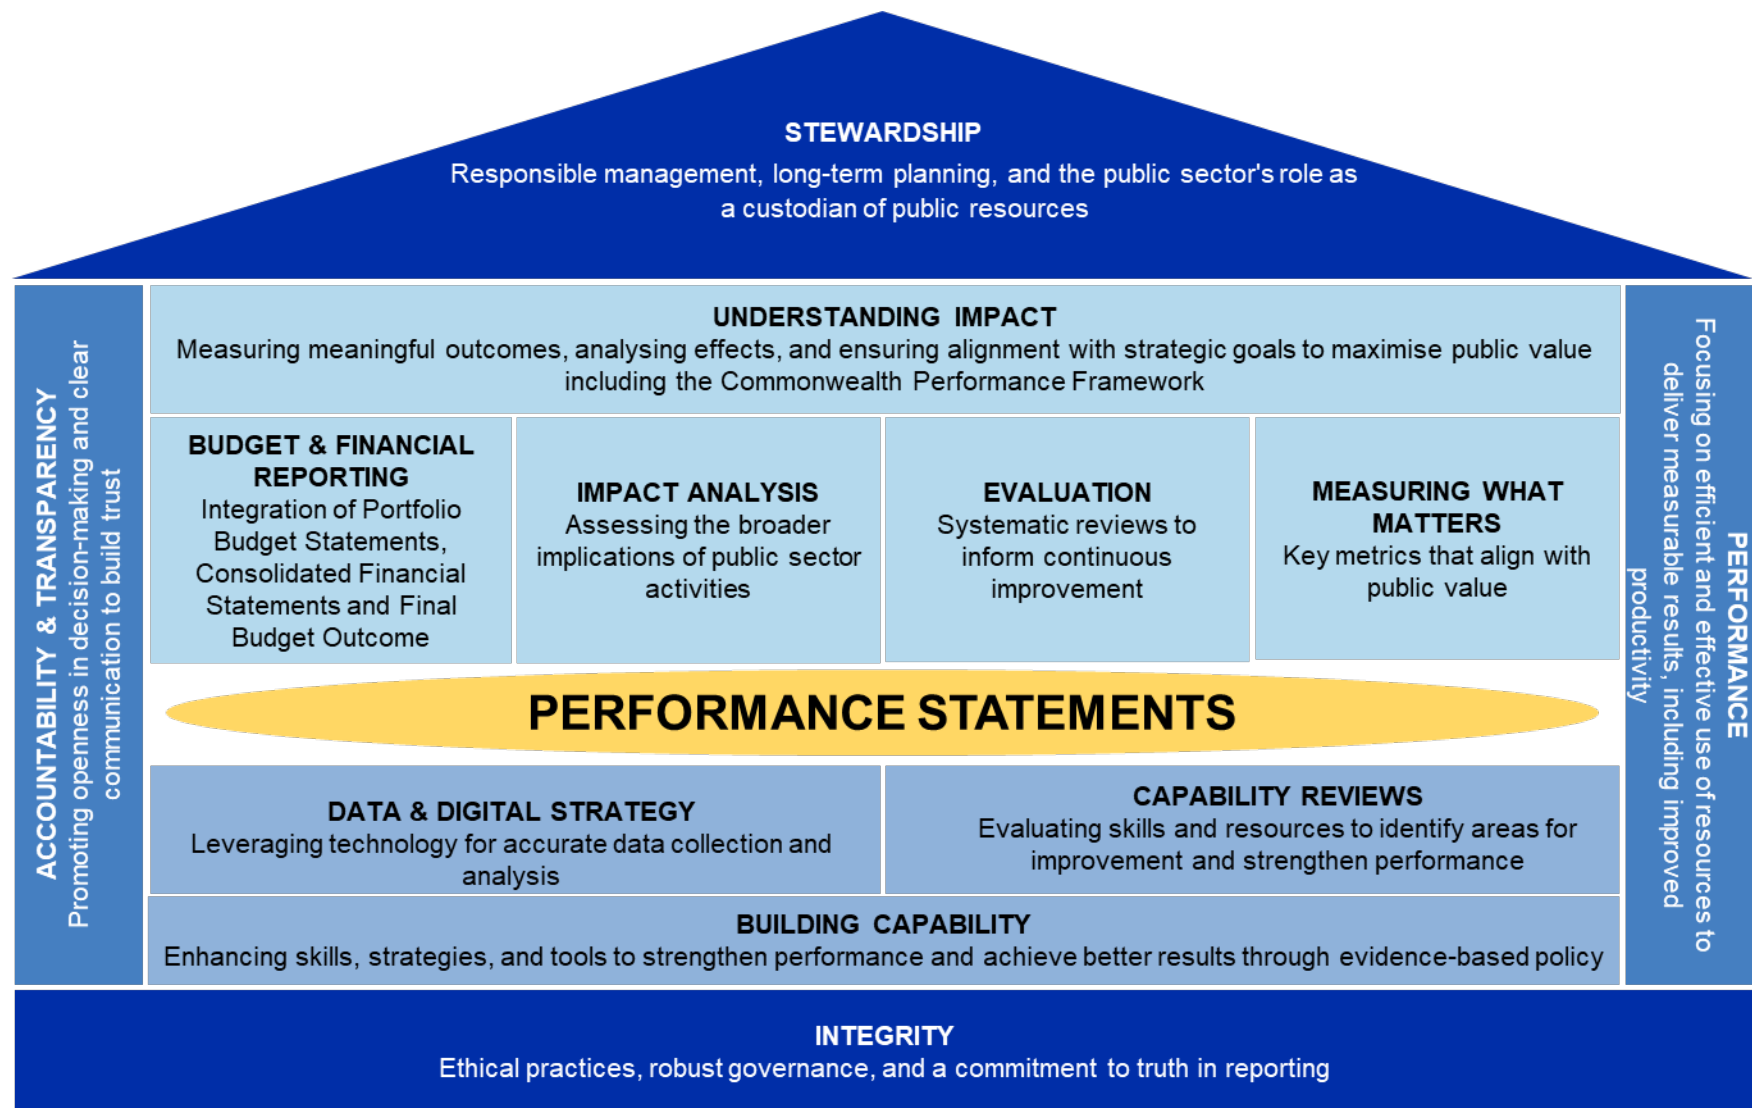 STEWARDSHIP
Responsible management, long-term planning, and the public sector's role as
a custodian of public resources
ACCOUNTABILITY & TRANSPARENCY
Promoting openness in decision-making and clear
communication to build trust
UNDERSTANDING IMPACT
Measuring meaningful outcomes, analysing effects, and ensuring alignment with strategic goals to maximise public value
including the Commonwealth Performance Framework
BUDGET & FINANCIAL
REPORTING
Integration of Portfolio
Budget Statements,
Consolidated Financial
Statements and Final
Budget Outcome
IMPACT ANALYSIS
Assessing the broader
implications of public sector
activities
EVALUATION
Systematic reviews to
inform continuous
improvement
MEASURING WHAT
MATTERS
Key metrics that align with
public value
PERFORMANCE STATEMENTS
DATA & DIGITAL STRATEGY
Leveraging technology for accurate data collection and
analysis
CAPABILITY REVIEWS
Evaluating skills and resources to identify areas for
improvement and strengthen performance
BUILDING CAPABILITY
Enhancing skills, strategies, and tools to strengthen performance and achieve better results through evidence-based policy
PERFORMANCE
Focusing on efficient and effective use of resources to
deliver measurable results, including improved
productivity
INTEGRITY
Ethical practices, robust governance, and a commitment to truth in reporting